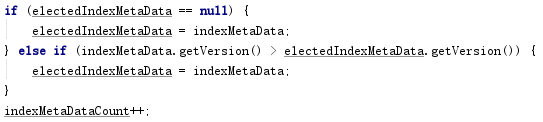 if (electedIndexMetaData == null) {
    electedIndexMetaData = indexMetaData;
} else if (indexMetaData.getVersion() > electedIndexMetaData.getVersion()) {
    electedIndexMetaData = indexMetaData;
}
indexMetaDataCount++;